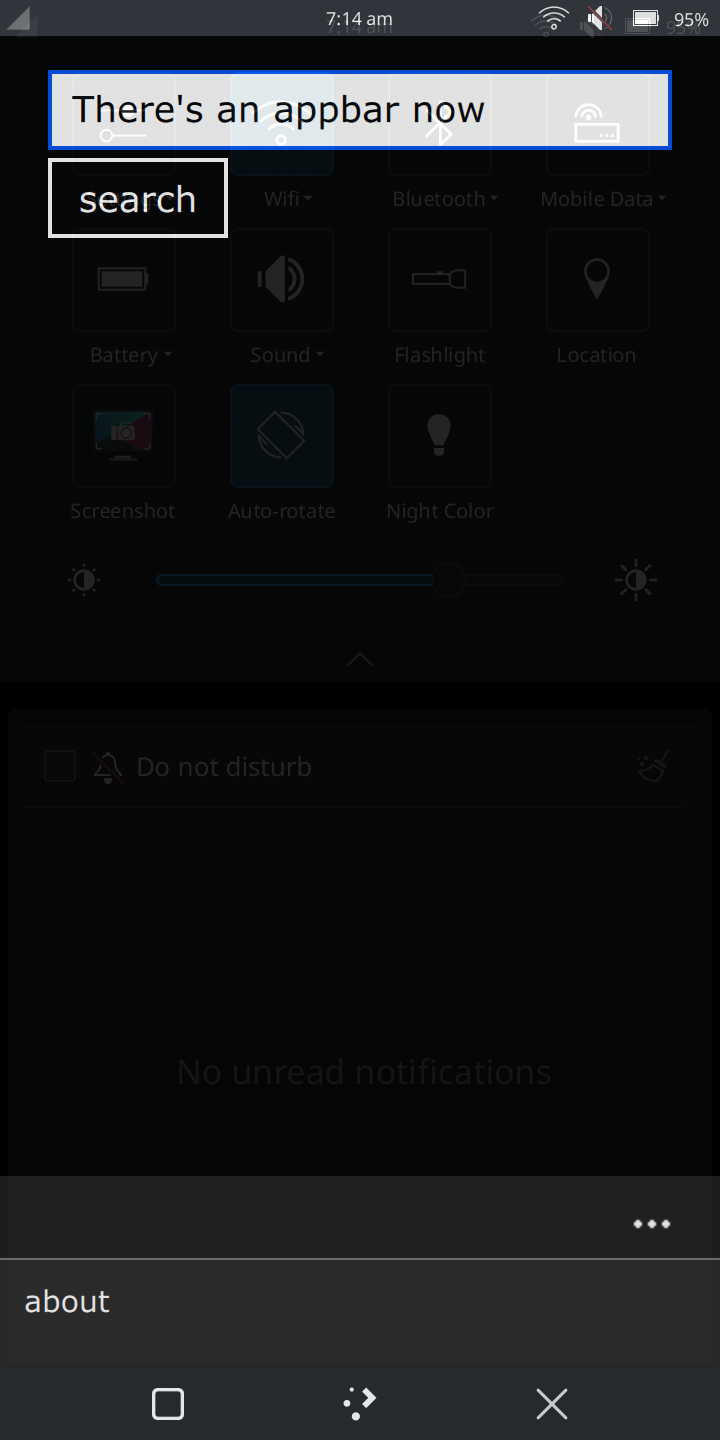 7:14 am 95%
There's an appbar now
search
Wifi Bluetooth Mobile Data
Battery Sound Flashlight Location
Screenshot Auto-rotate Night Color
Do not disturb
No unread notifications
about